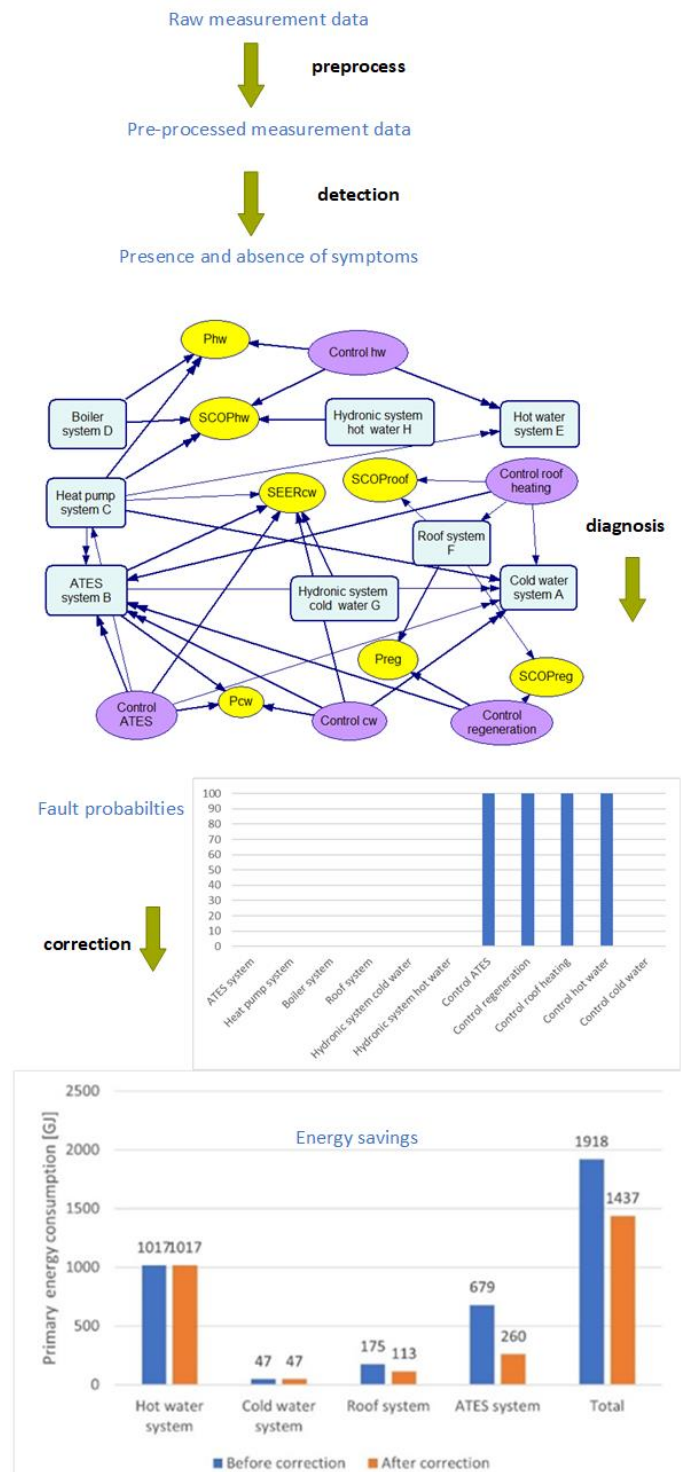 Raw measurement data
preprocess
Pre-processed measurement data
detection
Presence and absence of symptoms
Phw
Control hw
Boiler
system D
SCOPhw
Hydronic system
hot water H
Hot water
system E
Heat pump
system C
SEERcw
SCOProof
Control roof
heating
diagnosis
Roof system
F
ATES
system B
Hydronic system
cold water G
Cold water
system A
Preg
SCOPreg
Control
ATES
Pcw
Control cw
Control
regeneration
Fault probabilties
100
90
80
70
60
50
40
30
20
10
0
correction
ATES system
Heat pump system
Boiler system
Roof system
Hydronic system cold water
Hydronic system hot water
Control ATES
Control regeneration
Control roof heating
Control hot water
Control cold water
Primary energy consumption [GJ]
2500
2000
1500
1000
500
0
Energy savings
1017
1017
47
47
175
113
679
260
1918
1437
Hot water
system
Cold water
system
Roof system
ATES system
Total
Before correction
After correction